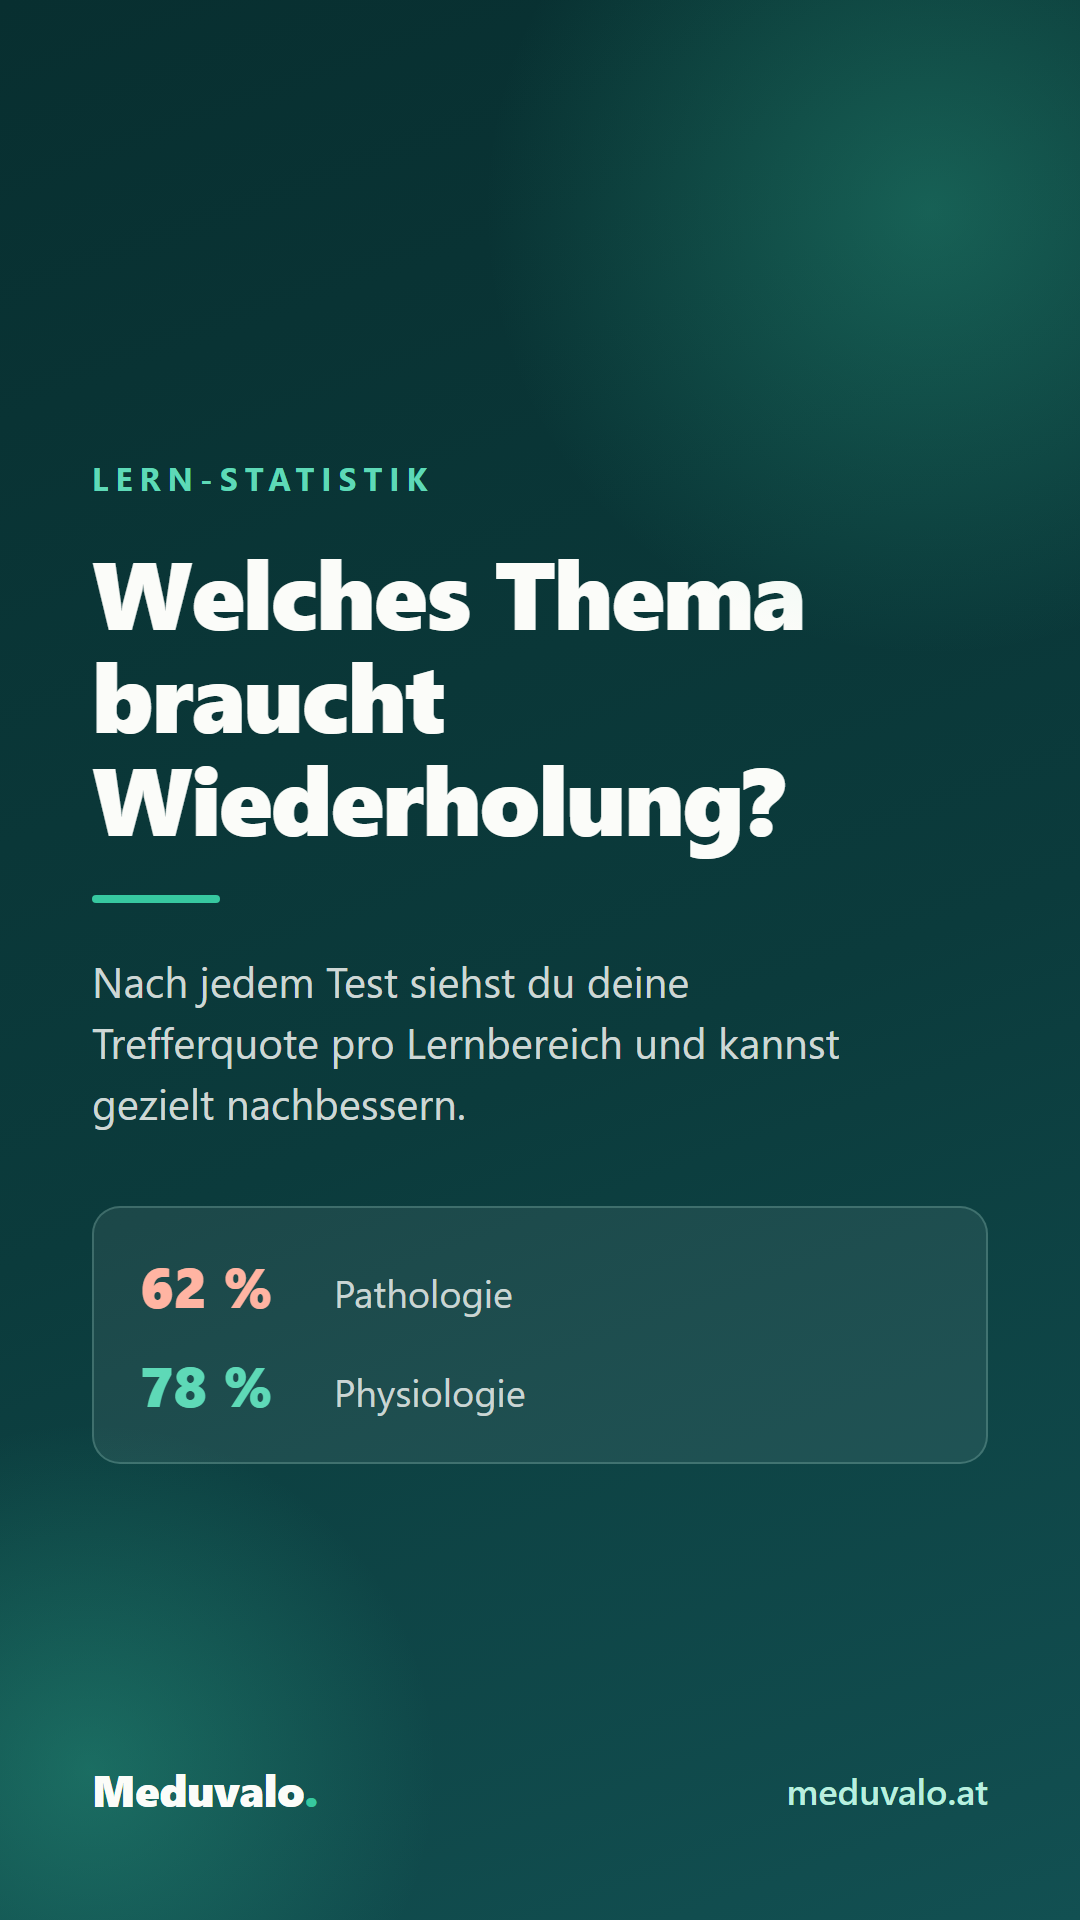 LERN-STATISTIK
Welches Thema
braucht
Wiederholung?
Nach jedem Test siehst du deine
Trefferquote pro Lernbereich und kannst
gezielt nachbessern.
62 % Pathologie
78 % Physiologie
Meduvalo. meduvalo.at